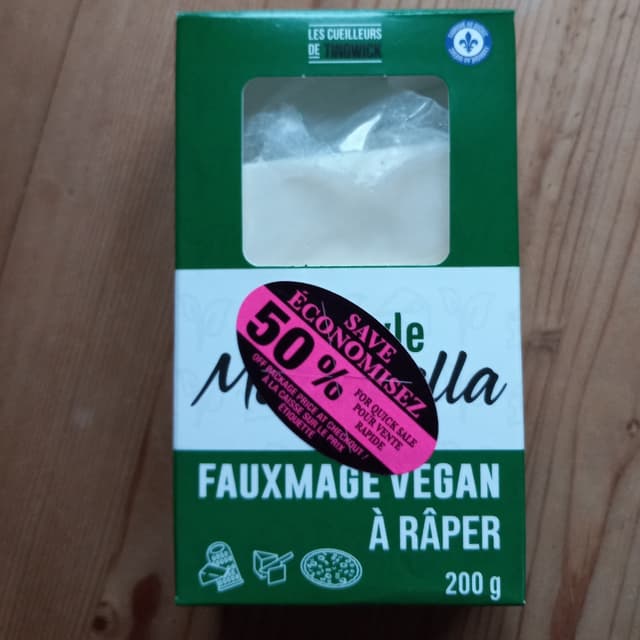 LES CUEILLEURS
DE TINGWICK
SAVE
ÉCONOMISEZ
50 %
OFF PACKAGE PRICE AT CHECKOUT /
À LA CAISSE SUR LE PRIX
ÉTIQUETTE
FOR QUICK SALE
POUR VENTE
RAPIDE
FAUXMAGE VEGAN
À RÂPER
200 g